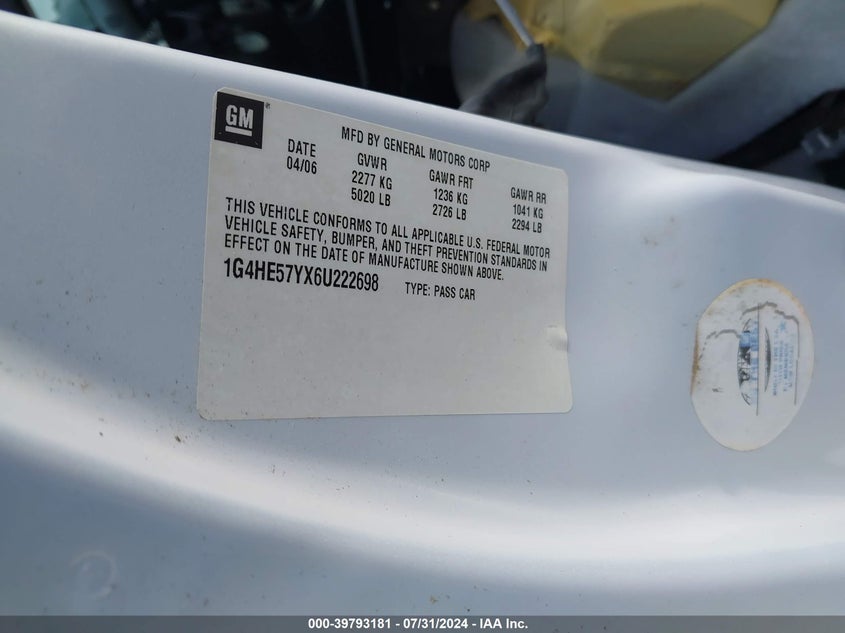 GM
MFD BY GENERAL MOTORS CORP
DATE GVWR GAWR FRT GAWR RR
04/06 2277 KG 1236 KG 1041 KG
5020 LB 2726 LB 2294 LB
THIS VEHICLE CONFORMS TO ALL APPLICABLE U.S. FEDERAL MOTOR
VEHICLE SAFETY, BUMPER, AND THEFT PREVENTION STANDARDS IN
EFFECT ON THE DATE OF MANUFACTURE SHOWN ABOVE.
1G4HE57YX6U222698 TYPE: PASS CAR
000-39793181 / 07/31/2024 - IAA Inc.